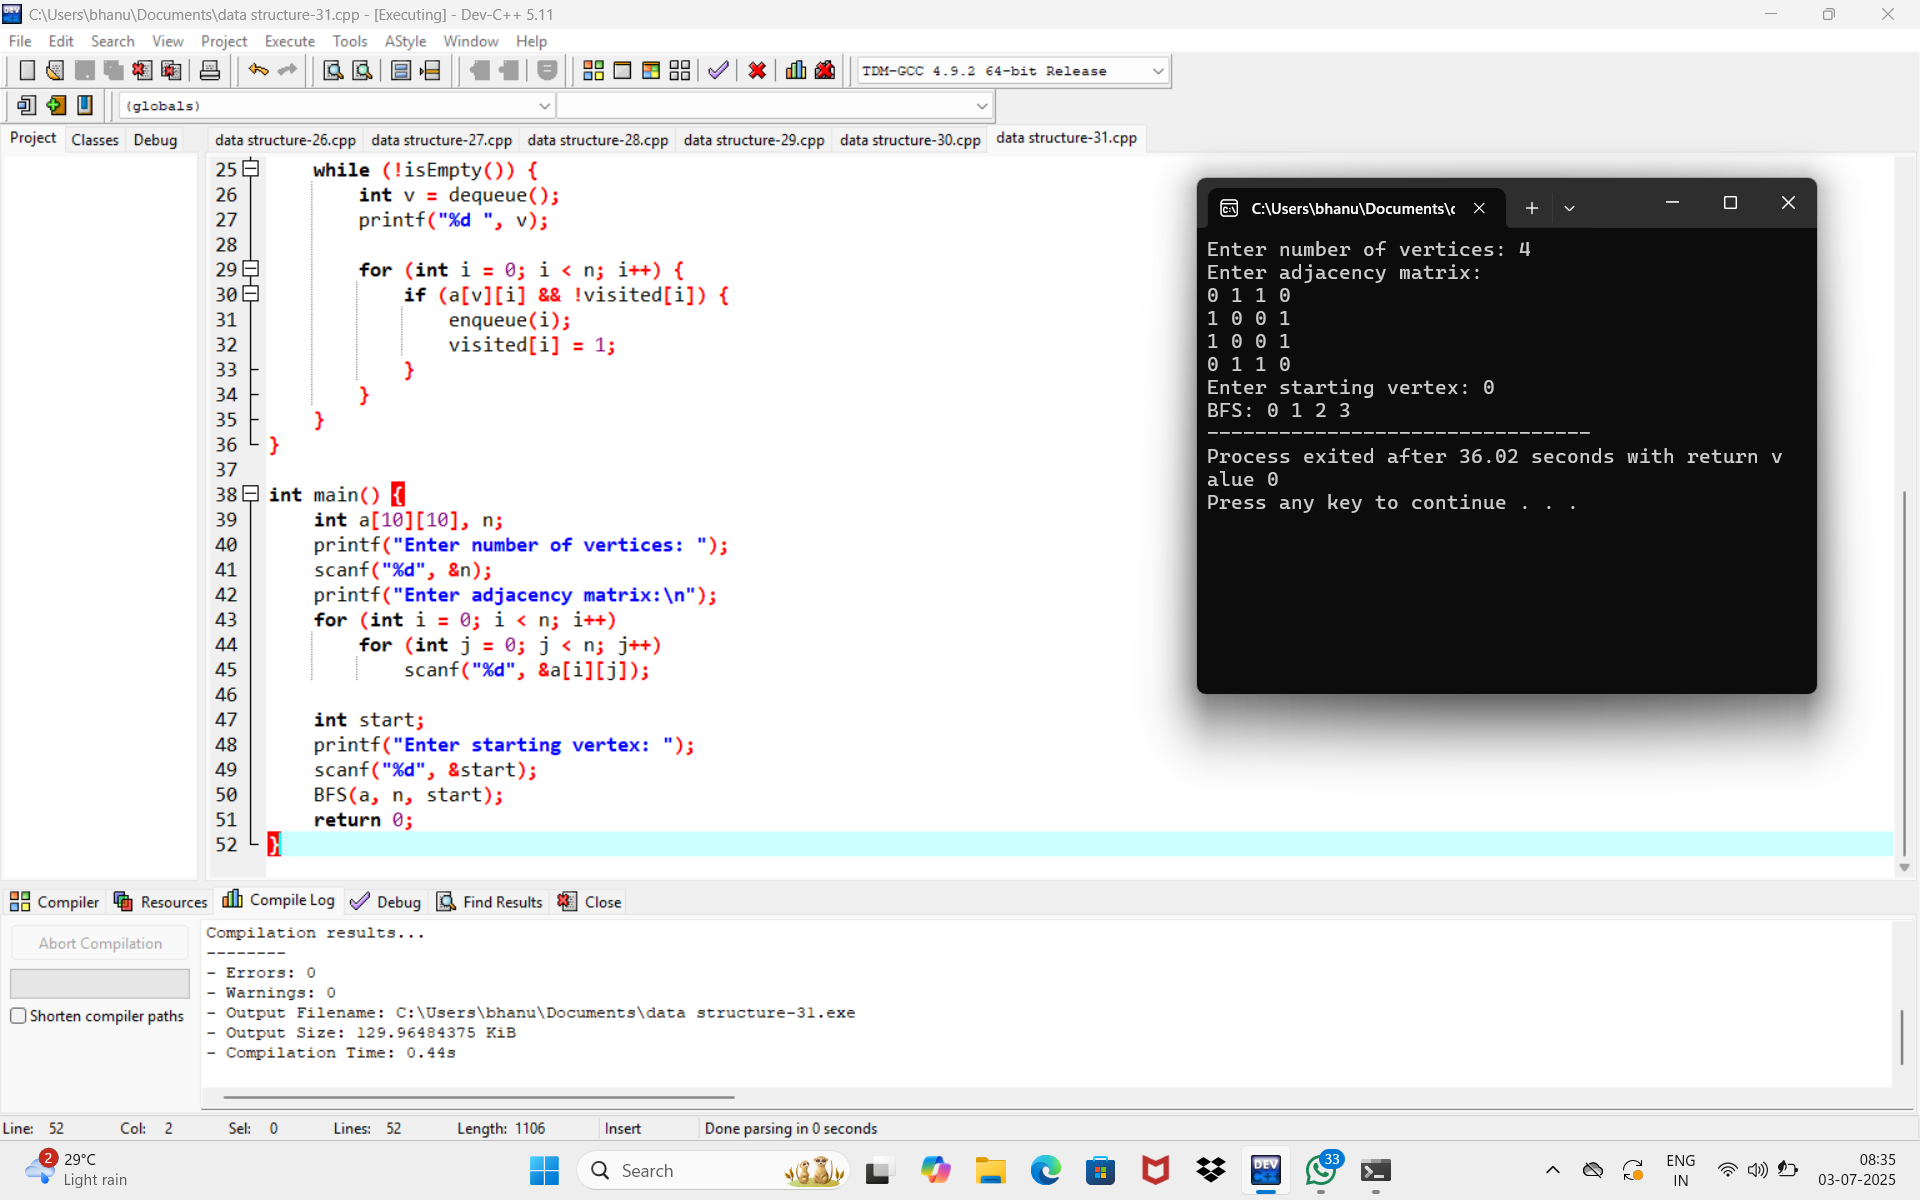 C:\Users\bhanu\Documents\data structure-31.cpp - [Executing] - Dev-C++ 5.11
File Edit Search View Project Execute Tools AStyle Window Help
TDM-GCC 4.9.2 64-bit Release
(globals)
Project Classes Debug
data structure-26.cpp data structure-27.cpp data structure-28.cpp data structure-29.cpp data structure-30.cpp data structure-31.cpp
25 while (!isEmpty()) {
26 int v = dequeue();
27 printf("%d ", v);
28
29 for (int i = 0; i < n; i++) {
30 if (a[v][i] && !visited[i]) {
31 enqueue(i);
32 visited[i] = 1;
33 }
34 }
35 }
36 }
37
38 int main() {
39 int a[10][10], n;
40 printf("Enter number of vertices: ");
41 scanf("%d", &n);
42 printf("Enter adjacency matrix:\n");
43 for (int i = 0; i < n; i++)
44 for (int j = 0; j < n; j++)
45 scanf("%d", &a[i][j]);
46
47 int start;
48 printf("Enter starting vertex: ");
49 scanf("%d", &start);
50 BFS(a, n, start);
51 return 0;
52 }
C:\Users\bhanu\Documents\
Enter number of vertices: 4
Enter adjacency matrix:
0 1 1 0
1 0 0 1
1 0 0 1
0 1 1 0
Enter starting vertex: 0
BFS: 0 1 2 3
--------------------------------
Process exited after 36.02 seconds with return v
alue 0
Press any key to continue . . .
Compiler Resources Compile Log Debug Find Results Close
Abort Compilation
Shorten compiler paths
Compilation results...
--------
- Errors: 0
- Warnings: 0
- Output Filename: C:\Users\bhanu\Documents\data structure-31.exe
- Output Size: 129.96484375 KiB
- Compilation Time: 0.44s
Line: 52 Col: 2 Sel: 0 Lines: 52 Length: 1106 Insert Done parsing in 0 seconds
2
29°C
Light rain
Search
DEV
33
ENG
IN
08:35
03-07-2025